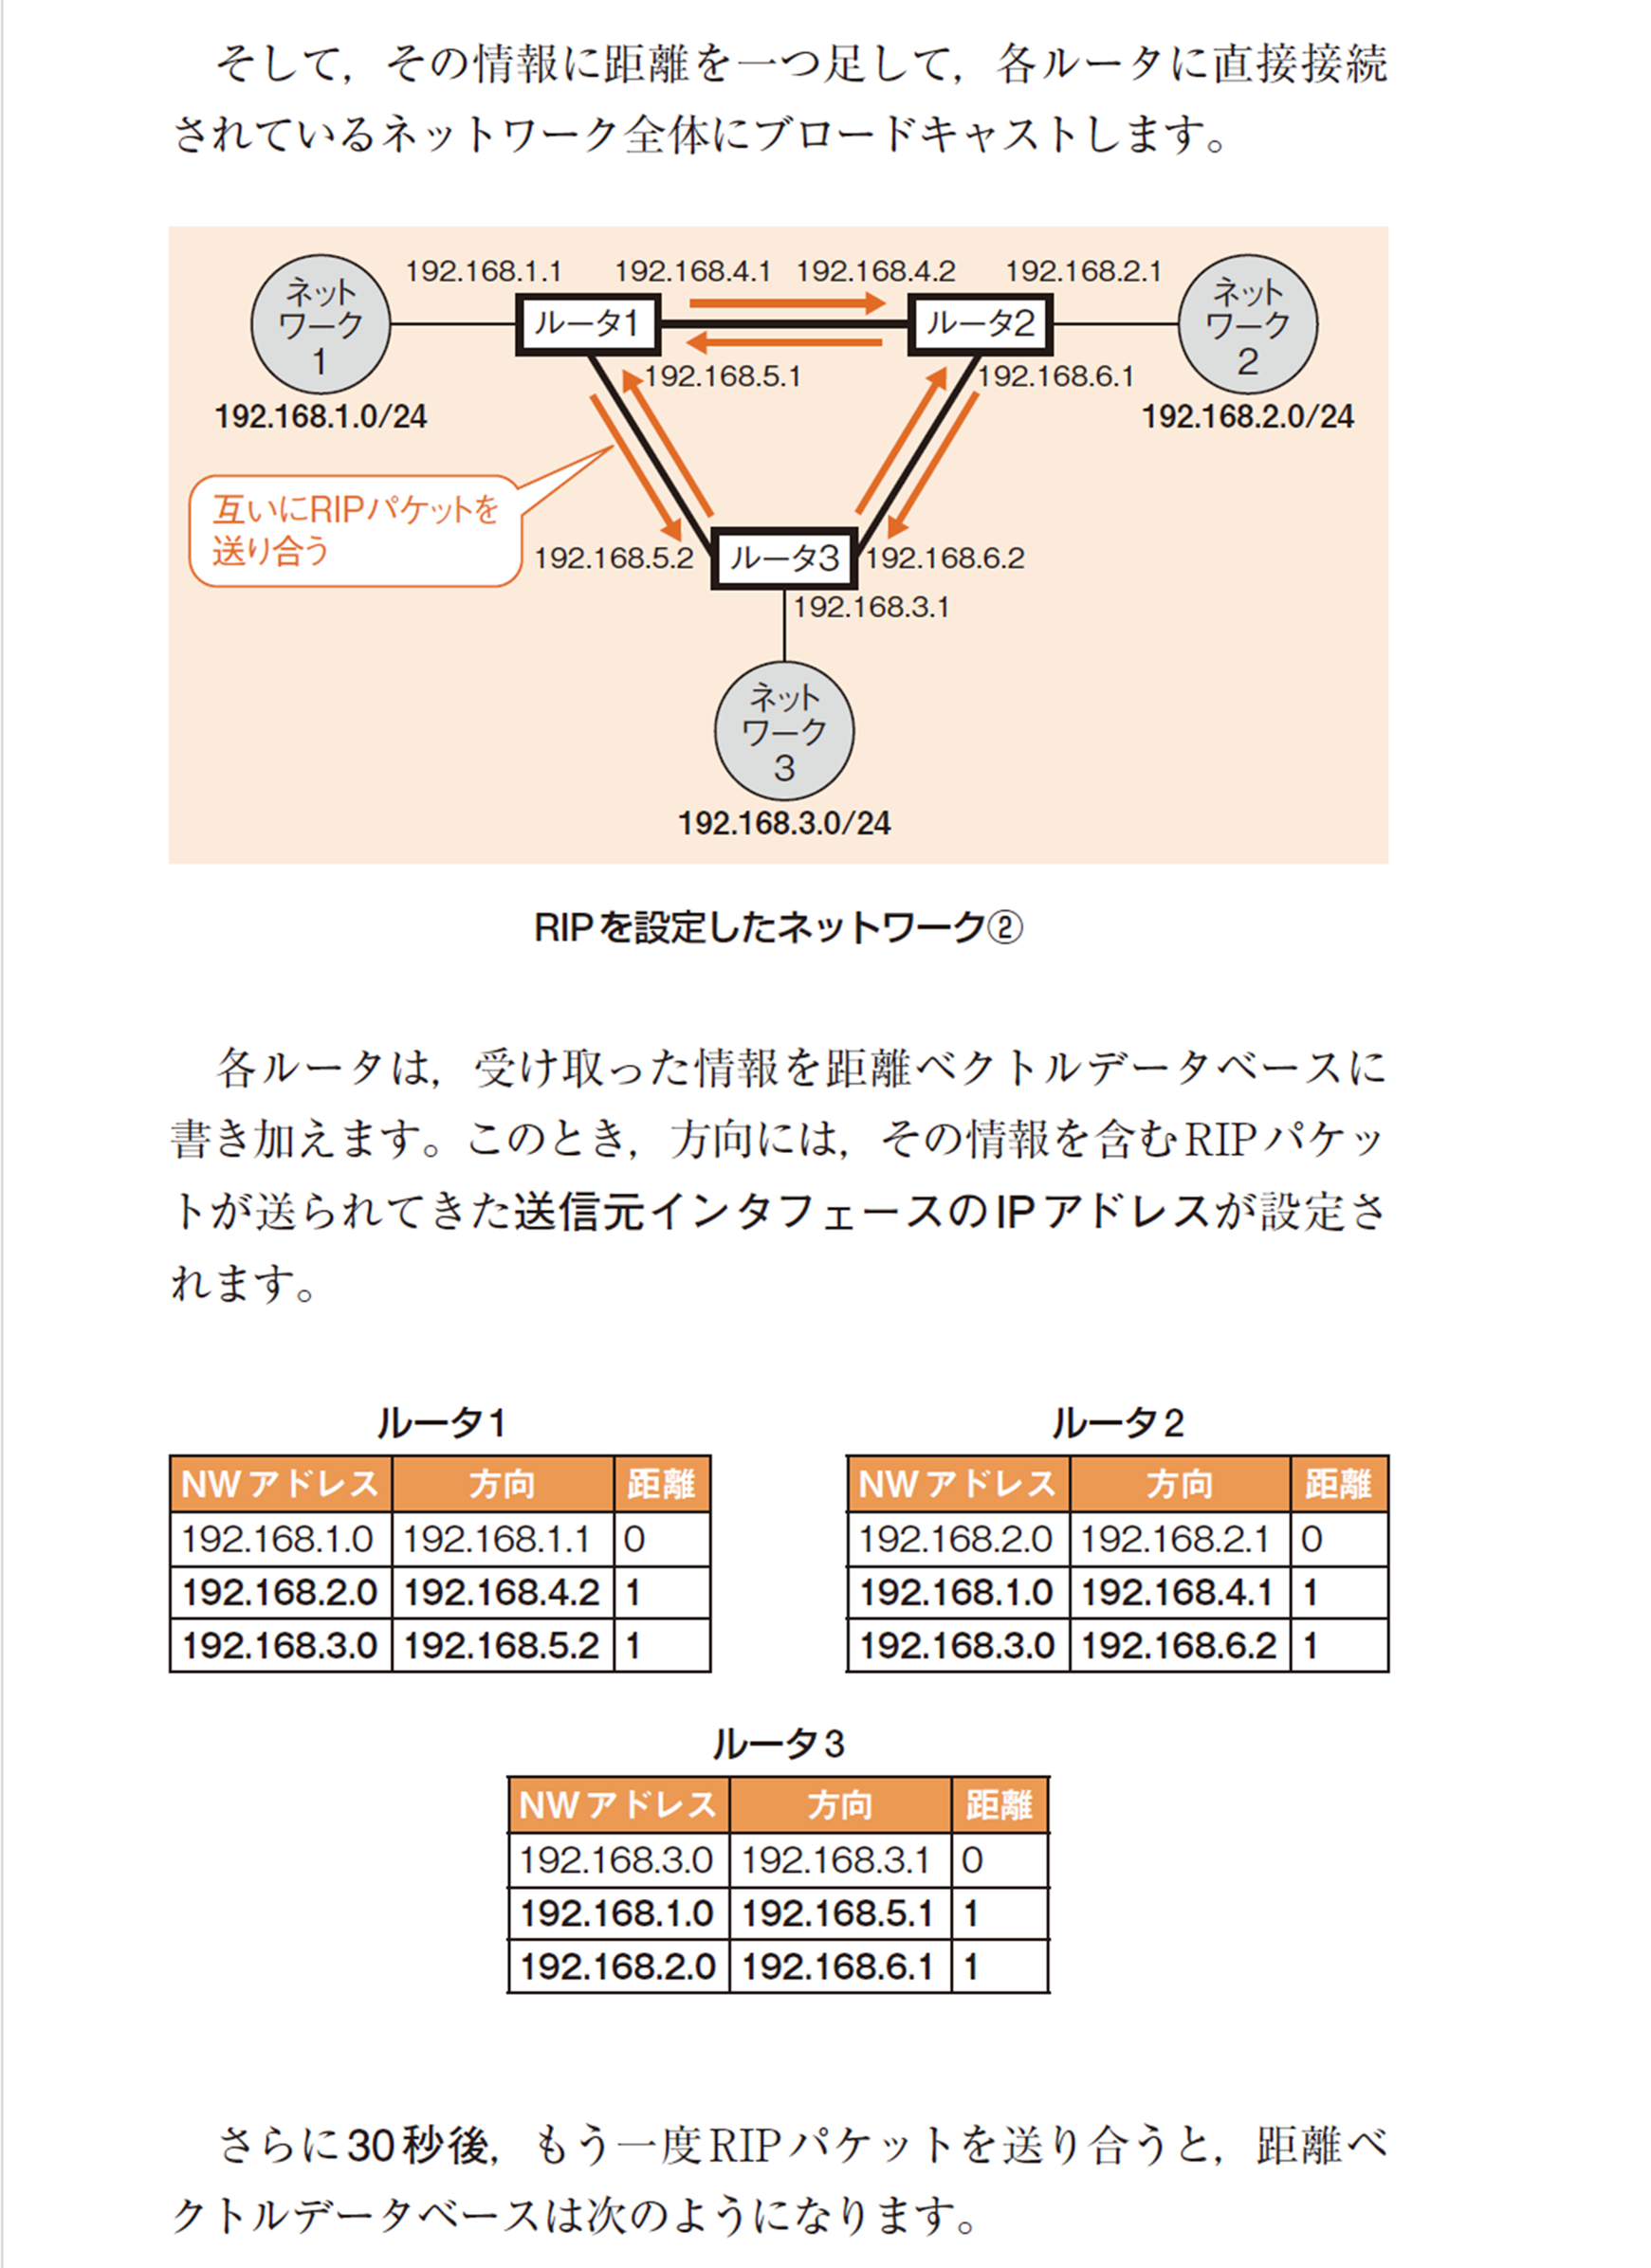 そして，その情報に距離を一つ足して，各ルータに直接接続
されているネットワーク全体にブロードキャストします。
192.168.1.1 192.168.4.1 192.168.4.2 192.168.2.1
ネット
ワーク
1
ルータ1
ルータ2
ネット
ワーク
2
192.168.5.1
192.168.6.1
192.168.1.0/24
192.168.2.0/24
互いにRIPパケットを
送り合う
192.168.5.2
ルータ3
192.168.6.2
192.168.3.1
ネット
ワーク
3
192.168.3.0/24
RIPを設定したネットワーク②
各ルータは，受け取った情報を距離ベクトルデータベースに
書き加えます。このとき，方向には，その情報を含むRIPパケッ
トが送られてきた送信元インタフェースのIPアドレスが設定さ
れます。
ルータ1
NWアドレス 方向 距離
192.168.1.0 192.168.1.1 0
192.168.2.0 192.168.4.2 1
192.168.3.0 192.168.5.2 1
ルータ2
NWアドレス 方向 距離
192.168.2.0 192.168.2.1 0
192.168.1.0 192.168.4.1 1
192.168.3.0 192.168.6.2 1
ルータ3
NWアドレス 方向 距離
192.168.3.0 192.168.3.1 0
192.168.1.0 192.168.5.1 1
192.168.2.0 192.168.6.1 1
さらに30秒後，もう一度RIPパケットを送り合うと，距離ベ
クトルデータベースは次のようになります。